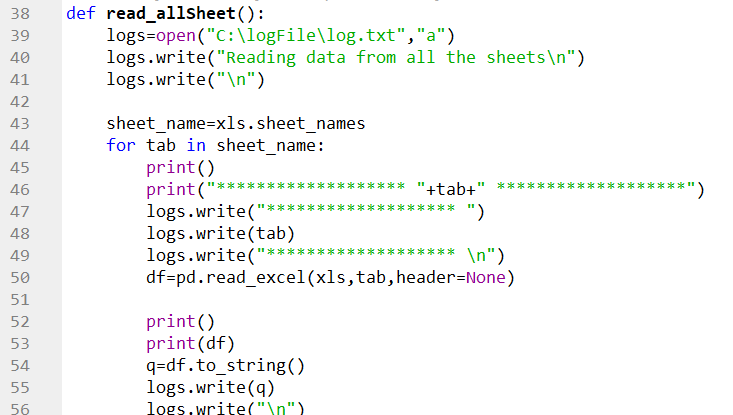 38 def read_allSheet():
39     logs=open("C:\logFile\log.txt","a")
40     logs.write("Reading data from all the sheets\n")
41     logs.write("\n")
42
43     sheet_name=xls.sheet_names
44     for tab in sheet_name:
45         print()
46         print("******************* "+tab+" *******************")
47         logs.write("******************* ")
48         logs.write(tab)
49         logs.write("******************* \n")
50         df=pd.read_excel(xls,tab,header=None)
51
52         print()
53         print(df)
54         q=df.to_string()
55         logs.write(q)
56         logs.write("\n")